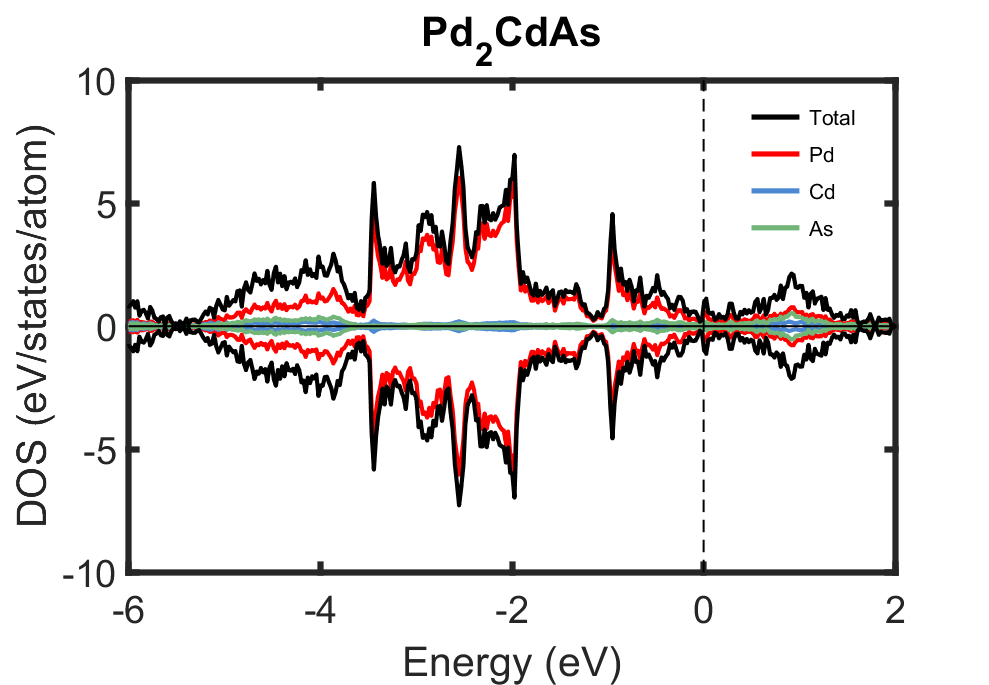 Pd₂CdAs
10
5
0
-5
-10
DOS (eV/states/atom)
Total
Pd
Cd
As
-6 -4 -2 0 2
Energy (eV)